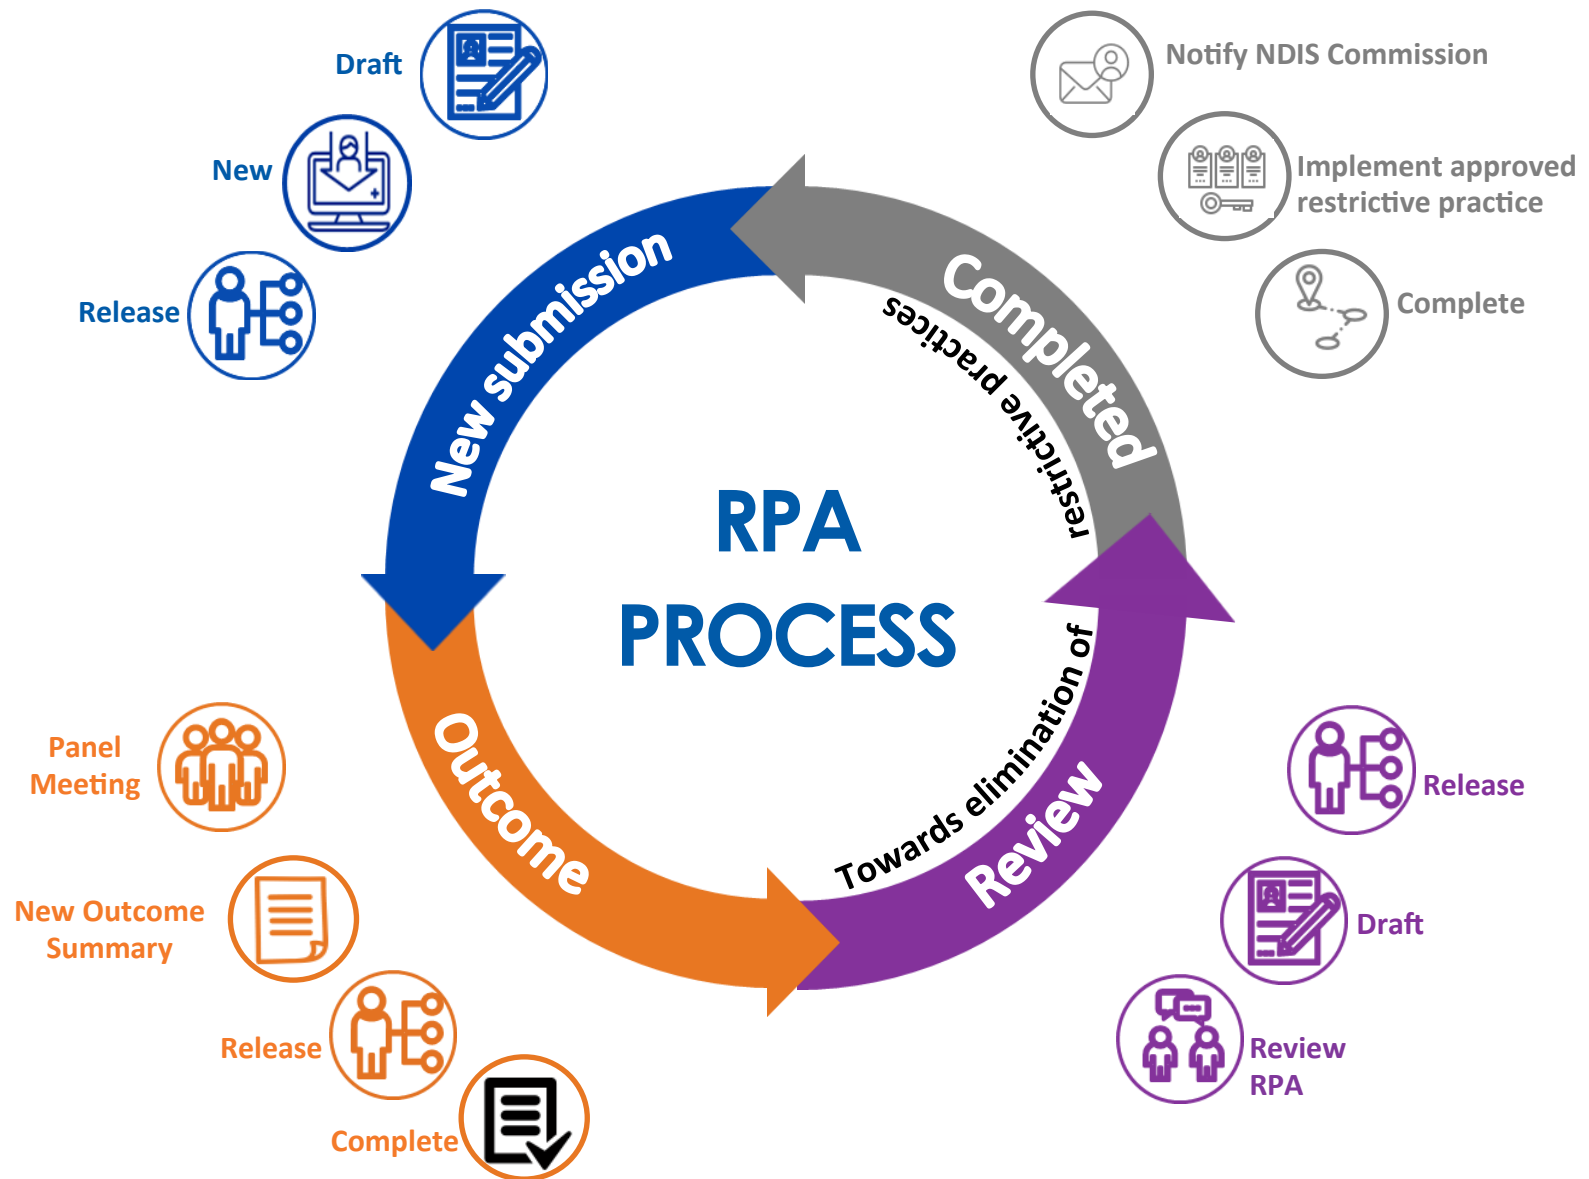 Draft
New
Release
Notify NDIS Commission
Implement approved
restrictive practice
Complete
New submission
Completed
restrictive practices
RPA
PROCESS
Towards elimination of
Outcome
Review
Panel
Meeting
New Outcome
Summary
Release
Complete
Release
Draft
Review
RPA